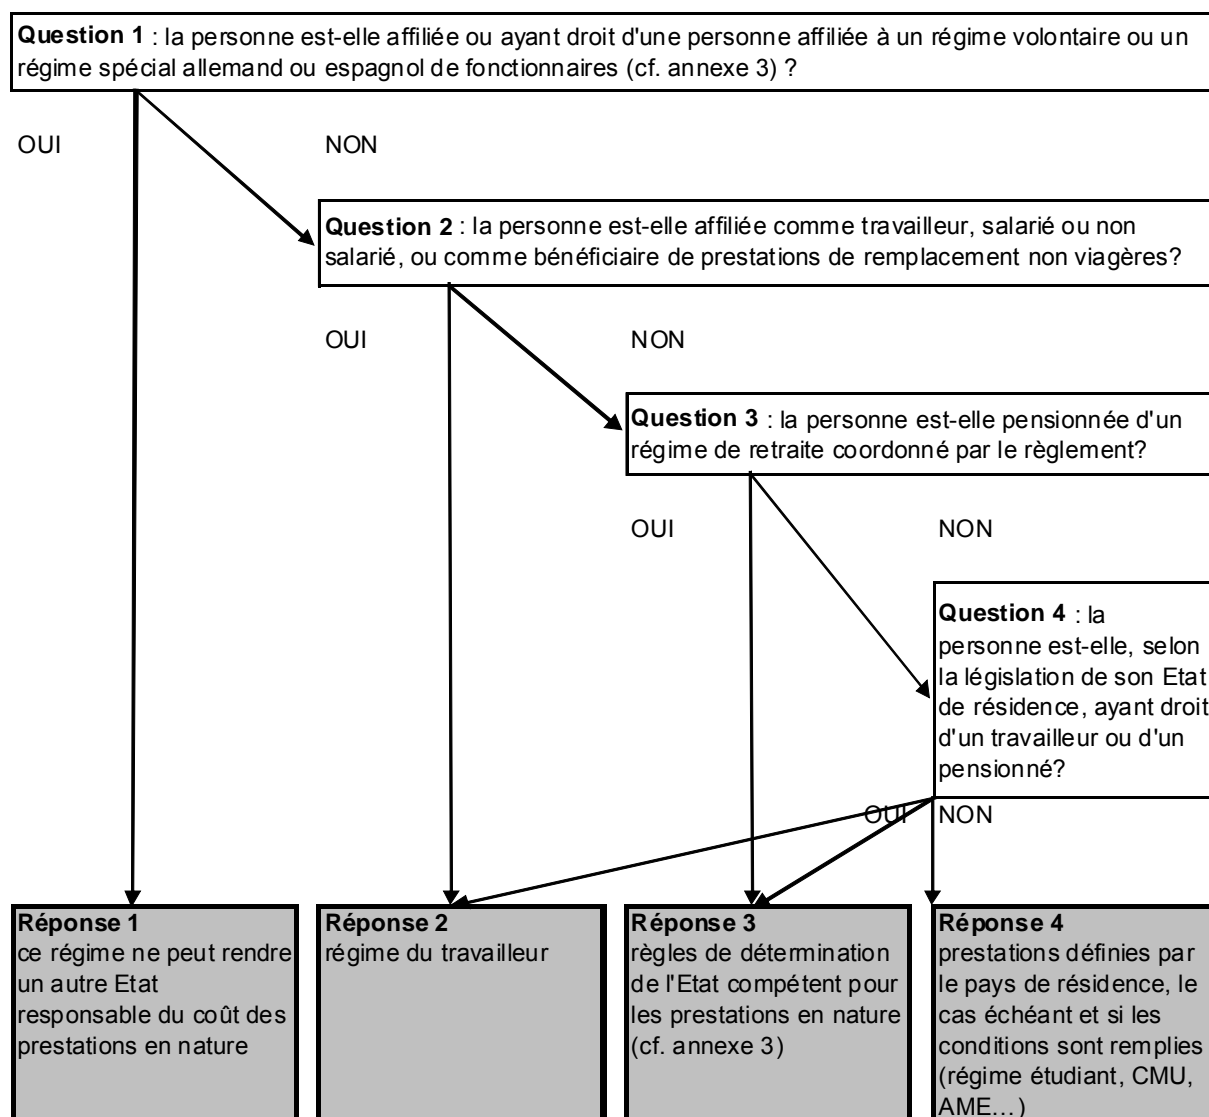 Question 1 : la personne est-elle affiliée ou ayant droit d'une personne affiliée à un régime volontaire ou un
régime spécial allemand ou espagnol de fonctionnaires (cf. annexe 3) ?
OUI
NON
Question 2 : la personne est-elle affiliée comme travailleur, salarié ou non
salarié, ou comme bénéficiaire de prestations de remplacement non viagères?
OUI
NON
Question 3 : la personne est-elle pensionnée d'un
régime de retraite coordonné par le règlement?
OUI
NON
Question 4 : la
personne est-elle, selon
la législation de son Etat
de résidence, ayant droit
d'un travailleur ou d'un
pensionné?
OUI
NON
Réponse 1
ce régime ne peut rendre
un autre Etat
responsable du coût des
prestations en nature
Réponse 2
régime du travailleur
Réponse 3
règles de détermination
de l'Etat compétent pour
les prestations en nature
(cf. annexe 3)
Réponse 4
prestations définies par
le pays de résidence, le
cas échéant et si les
conditions sont remplies
(régime étudiant, CMU,
AME…)